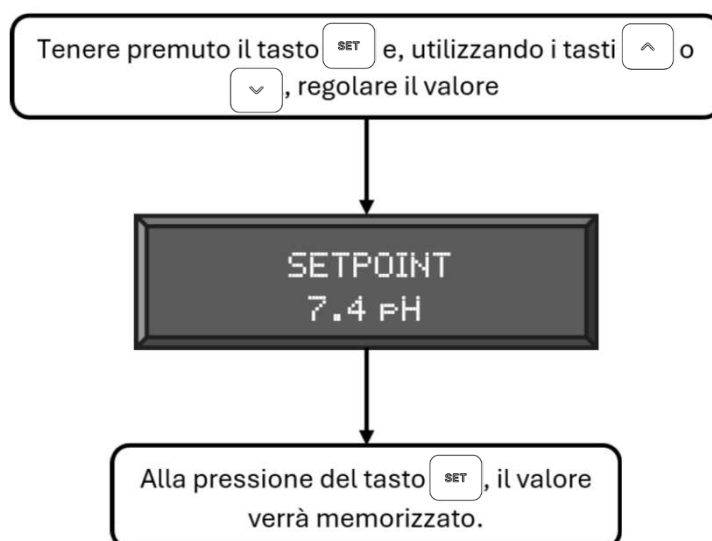 Tenere premuto il tasto SET e, utilizzando i tasti o
, regolare il valore
SETPOINT
7.4 pH
Alla pressione del tasto SET , il valore
verrà memorizzato.